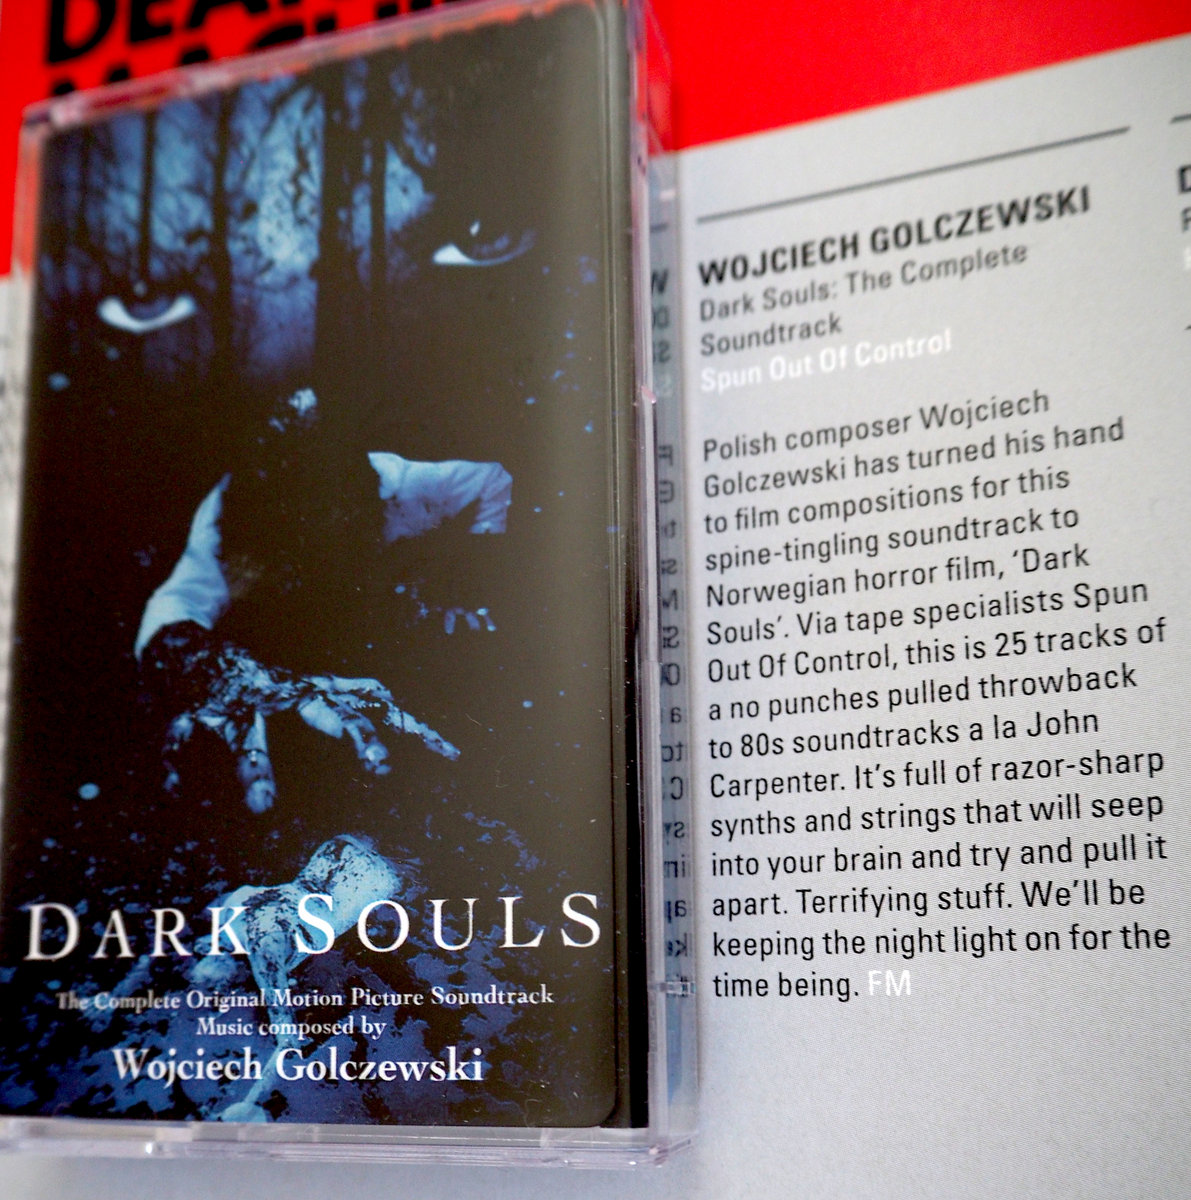 DARK SOULS
The Complete Original Motion Picture Soundtrack
Music composed by
Wojciech Golczewski
WOJCIECH GOLCZEWSKI
Dark Souls: The Complete
Soundtrack
Spun Out Of Control
Polish composer Wojciech
Golczewski has turned his hand
to film compositions for this
spine-tingling soundtrack to
Norwegian horror film, ‘Dark
Souls’. Via tape specialists Spun
Out Of Control, this is 25 tracks of
a no punches pulled throwback
to 80s soundtracks a la John
Carpenter. It’s full of razor-sharp
synths and strings that will seep
into your brain and try and pull it
apart. Terrifying stuff. We’ll be
keeping the night light on for the
time being. FM